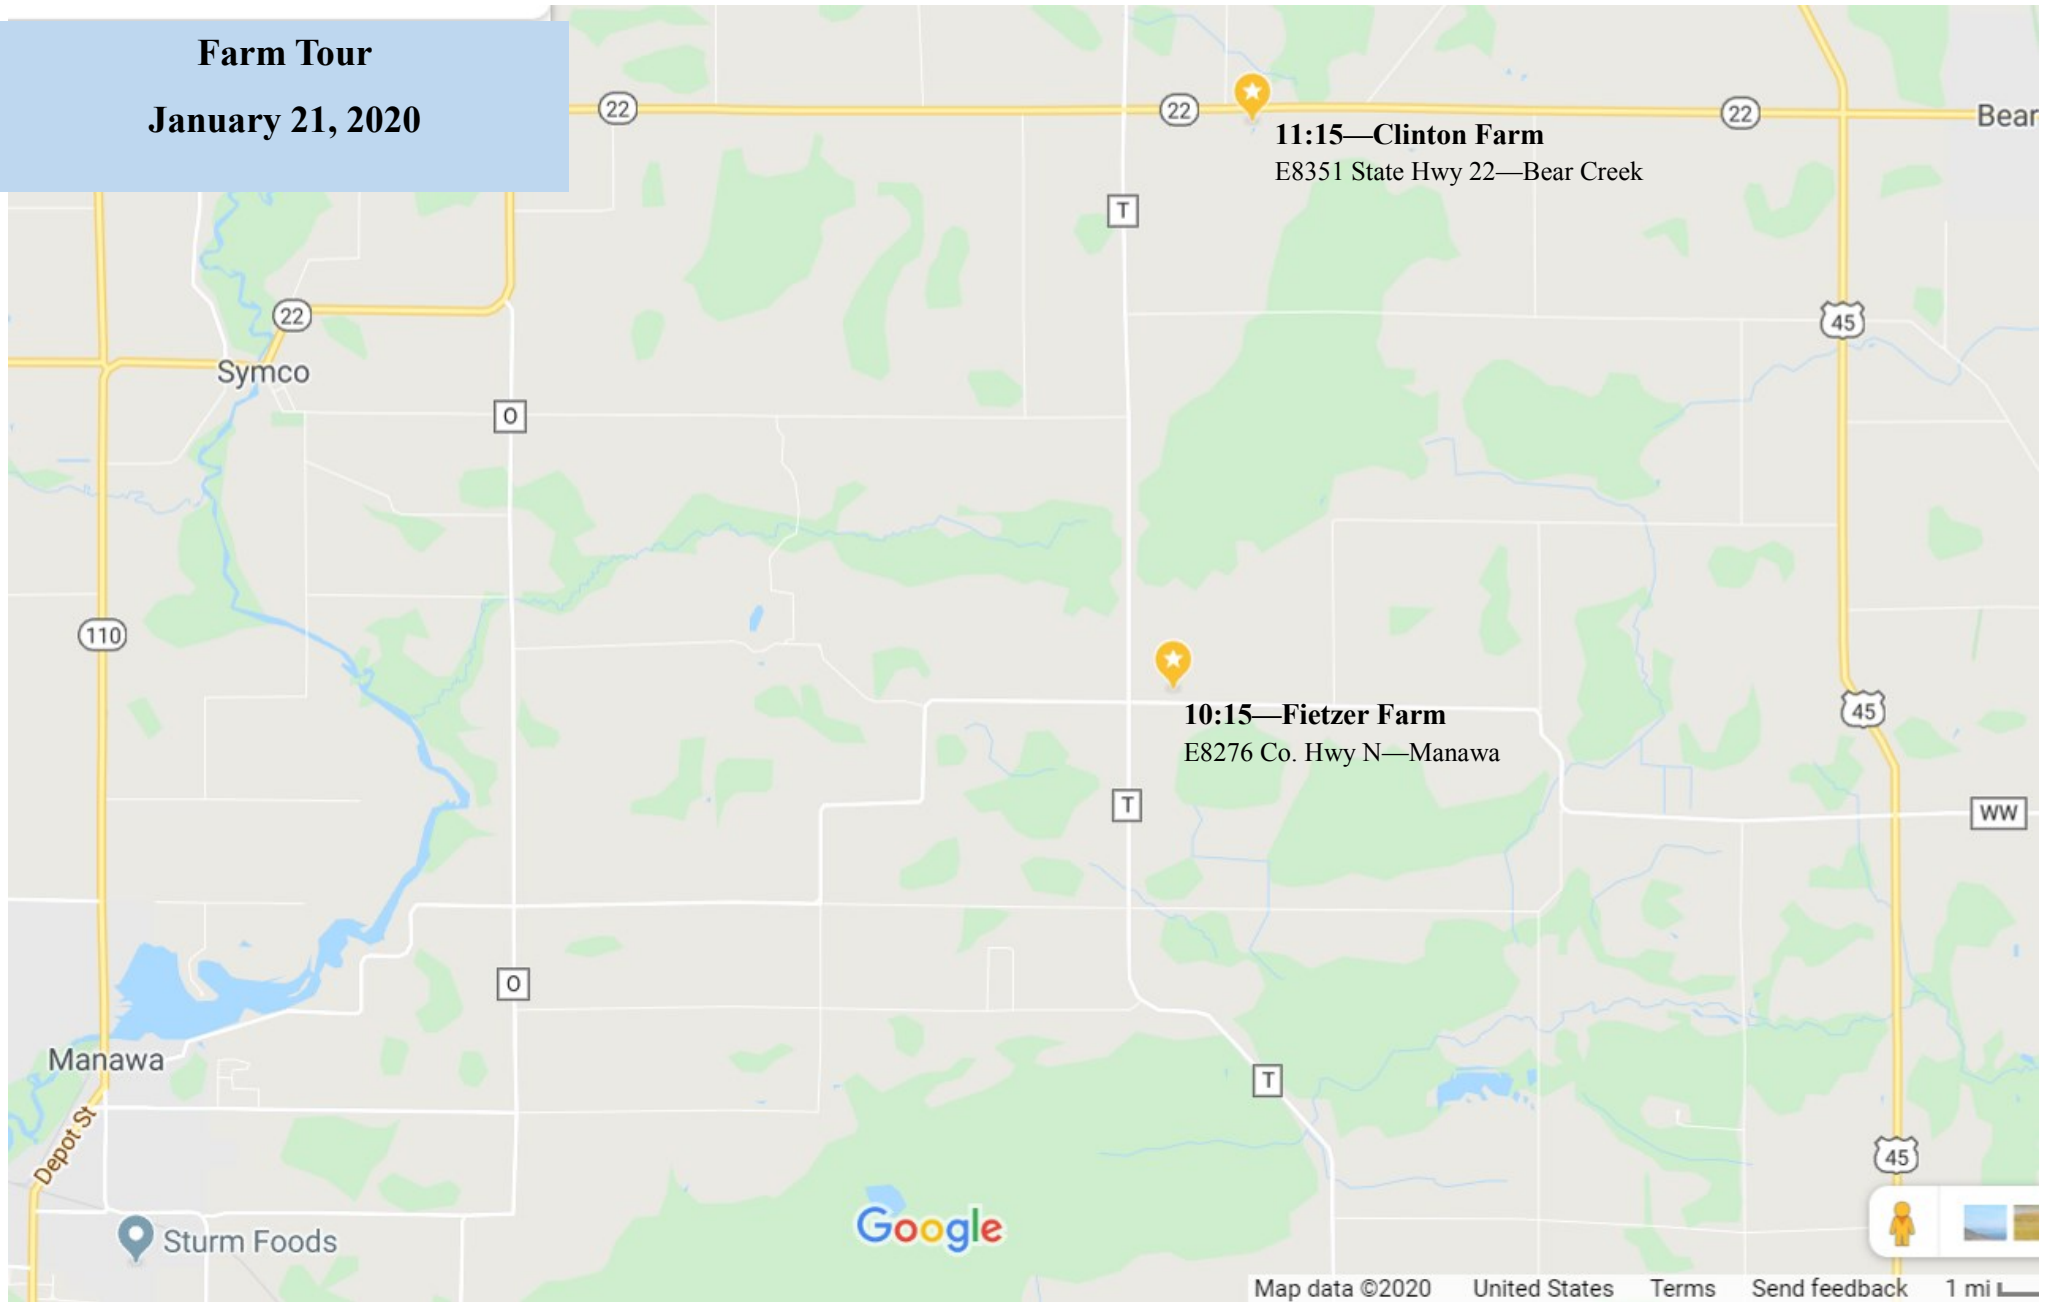 Farm Tour
January 21, 2020
22
22
22
Bear
11:15—Clinton Farm
E8351 State Hwy 22—Bear Creek
T
22
45
Symco
O
110
10:15—Fietzer Farm
E8276 Co. Hwy N—Manawa
45
T
WW
O
Manawa
T
Depot St
45
Google
Sturm Foods
Map data ©2020 United States Terms Send feedback 1 mi